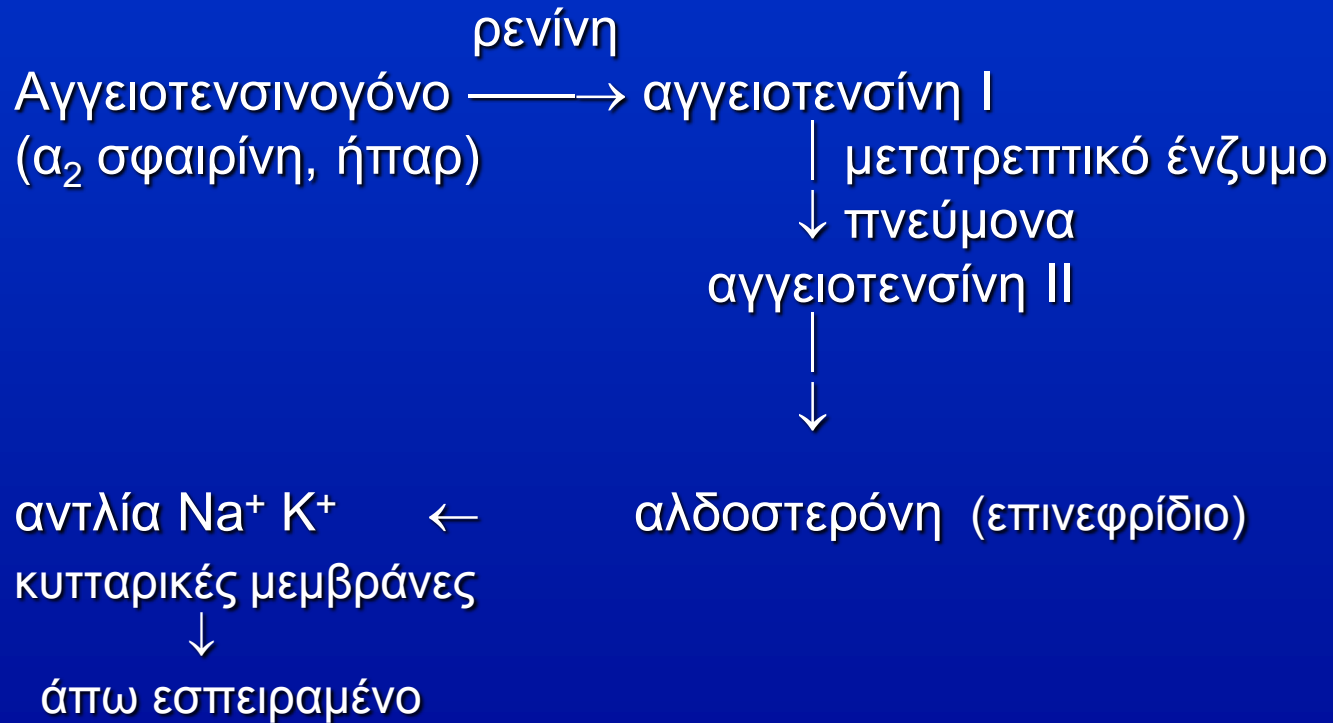 ρενίνη
Αγγειοτενσινογόνο ⟶ αγγειοτενσίνη Ι
(α₂ σφαιρίνη, ήπαρ)
μετατρεπτικό ένζυμο
↓ πνεύμονα
αγγειοτενσίνη ΙΙ
↓
αντλία Na⁺ K⁺ ← αλδοστερόνη (επινεφρίδιο)
κυτταρικές μεμβράνες
↓
άπω εσπειραμένο